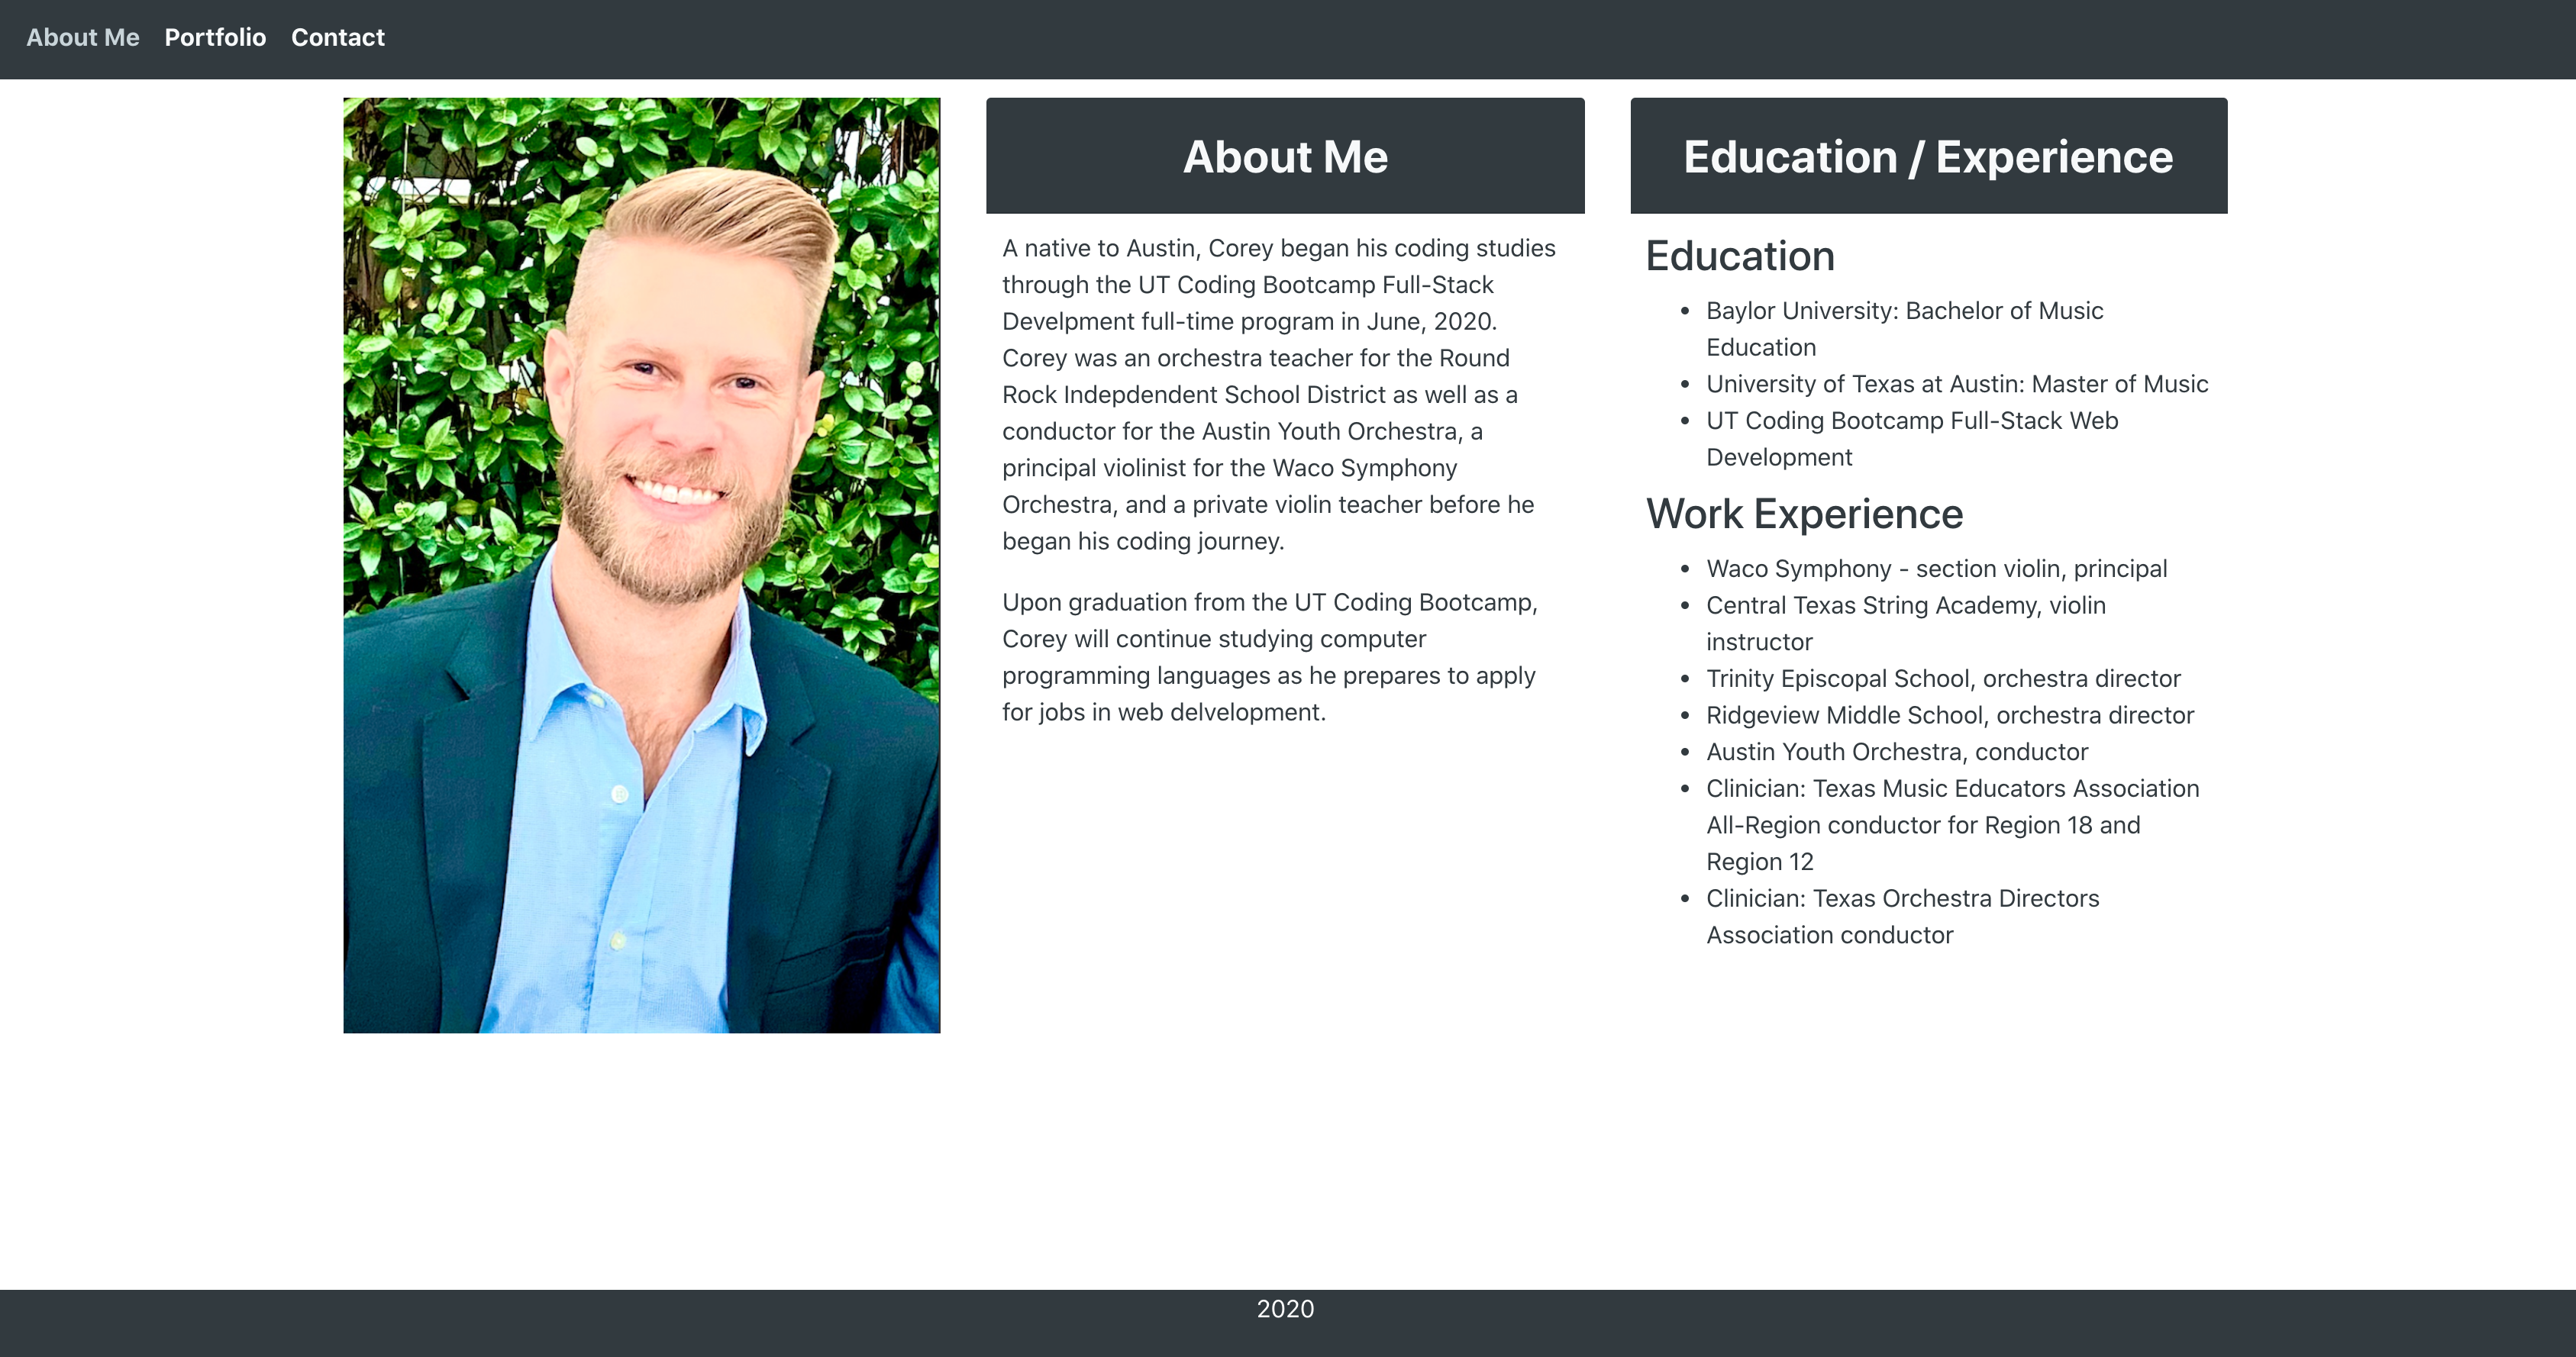 About Me Portfolio Contact
About Me
A native to Austin, Corey began his coding studies
through the UT Coding Bootcamp Full-Stack
Develpment full-time program in June, 2020.
Corey was an orchestra teacher for the Round
Rock Indepdendent School District as well as a
conductor for the Austin Youth Orchestra, a
principal violinist for the Waco Symphony
Orchestra, and a private violin teacher before he
began his coding journey.
Upon graduation from the UT Coding Bootcamp,
Corey will continue studying computer
programming languages as he prepares to apply
for jobs in web delvelopment.
Education / Experience
Education
• Baylor University: Bachelor of Music
Education
• University of Texas at Austin: Master of Music
• UT Coding Bootcamp Full-Stack Web
Development
Work Experience
• Waco Symphony - section violin, principal
• Central Texas String Academy, violin
instructor
• Trinity Episcopal School, orchestra director
• Ridgeview Middle School, orchestra director
• Austin Youth Orchestra, conductor
• Clinician: Texas Music Educators Association
All-Region conductor for Region 18 and
Region 12
• Clinician: Texas Orchestra Directors
Association conductor
2020